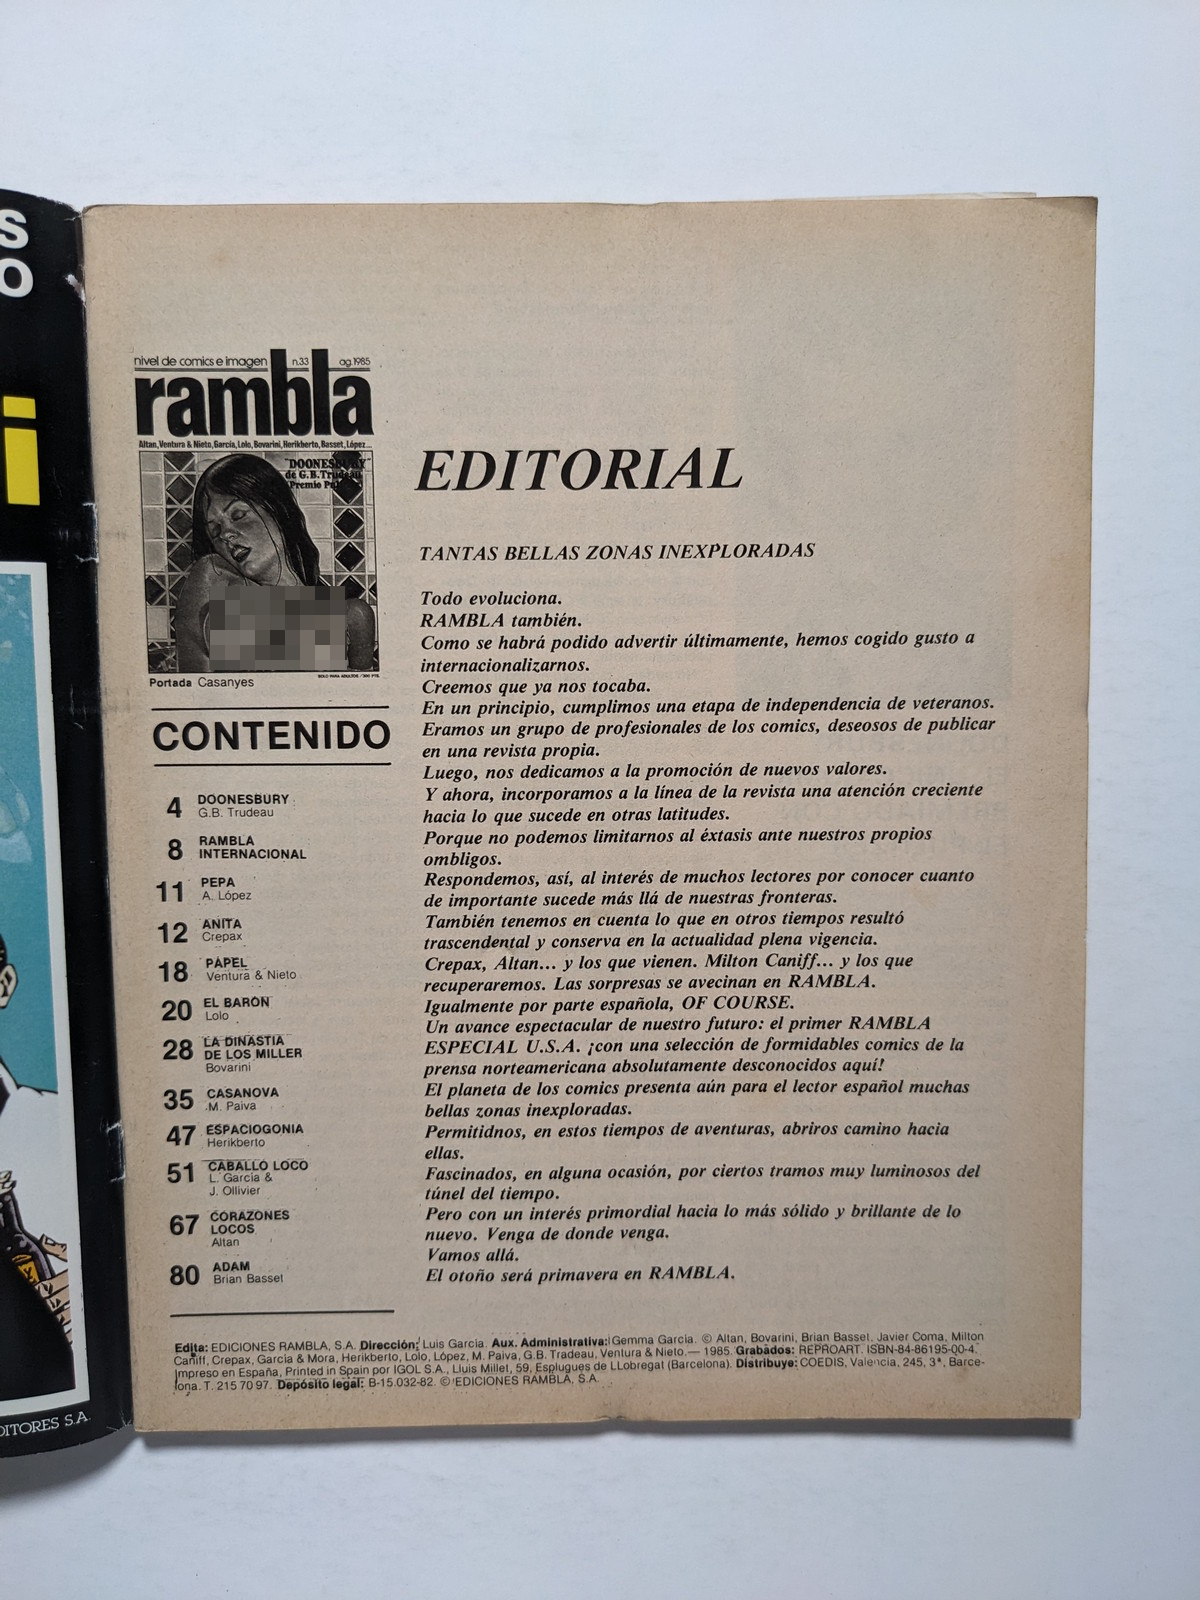 S
O
i
DITORES S.A.
nivel de comics e imagen n.33 ag.1985
rambla
Altan, Ventura & Nieto, García, Lolo, Bovarini, Herikberto, Basset, López...
"DOONESBURY"
de G.B. Trudeau
Premio
SOLO PARA ADULTOS / 300 PTS.
Portada Casanyes
CONTENIDO
4 DOONESBURY
G.B. Trudeau
8 RAMBLA
INTERNACIONAL
11 PEPA
A. López
12 ANITA
Crepax
18 PAPEL
Ventura & Nieto
20 EL BARON
Lolo
28 LA DINASTIA
DE LOS MILLER
Bovarini
35 CASANOVA
M. Paiva
47 ESPACIOGONIA
Herikberto
51 CABALLO LOCO
L. García &
J. Ollivier
67 CORAZONES
LOCOS
Altan
80 ADAM
Brian Basset
EDITORIAL
TANTAS BELLAS ZONAS INEXPLORADAS
Todo evoluciona.
RAMBLA también.
Como se habrá podido advertir últimamente, hemos cogido gusto a
internacionalizarnos.
Creemos que ya nos tocaba.
En un principio, cumplimos una etapa de independencia de veteranos.
Eramos un grupo de profesionales de los comics, deseosos de publicar
en una revista propia.
Luego, nos dedicamos a la promoción de nuevos valores.
Y ahora, incorporamos a la línea de la revista una atención creciente
hacia lo que sucede en otras latitudes.
Porque no podemos limitarnos al éxtasis ante nuestros propios
ombligos.
Respondemos, así, al interés de muchos lectores por conocer cuanto
de importante sucede más llá de nuestras fronteras.
También tenemos en cuenta lo que en otros tiempos resultó
trascendental y conserva en la actualidad plena vigencia.
Crepax, Altan... y los que vienen. Milton Caniff... y los que
recuperaremos. Las sorpresas se avecinan en RAMBLA.
Igualmente por parte española, OF COURSE.
Un avance espectacular de nuestro futuro: el primer RAMBLA
ESPECIAL U.S.A. ¡con una selección de formidables comics de la
prensa norteamericana absolutamente desconocidos aquí!
El planeta de los comics presenta aún para el lector español muchas
bellas zonas inexploradas.
Permitidnos, en estos tiempos de aventuras, abriros camino hacia
ellas.
Fascinados, en alguna ocasión, por ciertos tramos muy luminosos del
túnel del tiempo.
Pero con un interés primordial hacia lo más sólido y brillante de lo
nuevo. Venga de donde venga.
Vamos allá.
El otoño será primavera en RAMBLA.
Edita: EDICIONES RAMBLA, S.A. Dirección: Luis García. Aux. Administrativa: Gemma García. © Altan, Bovarini, Brian Basset, Javier Coma, Milton
Caniff, Crepax, García & Mora, Herikberto, Lolo, López, M. Paiva, G.B. Trudeau, Ventura & Nieto.— 1985. Grabados: REPROART. ISBN-84-86195-00-4.
Impreso en España, Printed in Spain por IGOL S.A., Lluis Millet, 59, Esplugues de LLobregat (Barcelona). Distribuye: COEDIS, Valencia, 245, 3ª, Barce-
lona. T. 215 70 97. Depósito legal: B-15.032-82. © EDICIONES RAMBLA, S.A.